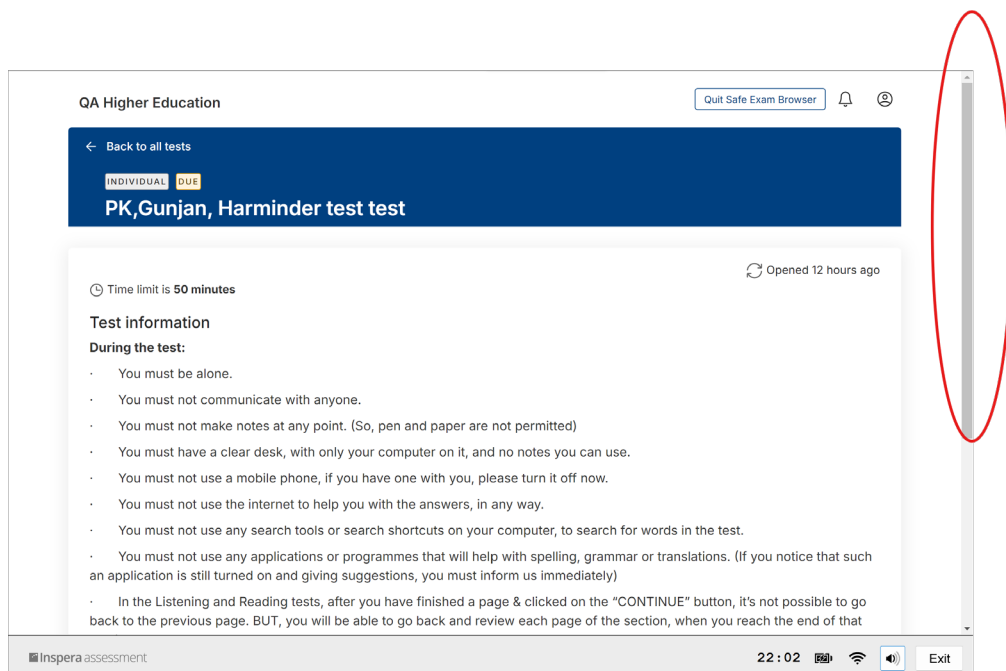 QA Higher Education
Quit Safe Exam Browser
← Back to all tests
INDIVIDUAL DUE
PK,Gunjan, Harminder test test
Opened 12 hours ago
Time limit is 50 minutes
Test information
During the test:
· You must be alone.
· You must not communicate with anyone.
· You must not make notes at any point. (So, pen and paper are not permitted)
· You must have a clear desk, with only your computer on it, and no notes you can use.
· You must not use a mobile phone, if you have one with you, please turn it off now.
· You must not use the internet to help you with the answers, in any way.
· You must not use any search tools or search shortcuts on your computer, to search for words in the test.
· You must not use any applications or programmes that will help with spelling, grammar or translations. (If you notice that such
an application is still turned on and giving suggestions, you must inform us immediately)
· In the Listening and Reading tests, after you have finished a page & clicked on the “CONTINUE” button, it's not possible to go
back to the previous page. BUT, you will be able to go back and review each page of the section, when you reach the end of that
Inspera assessment
22:02
Exit